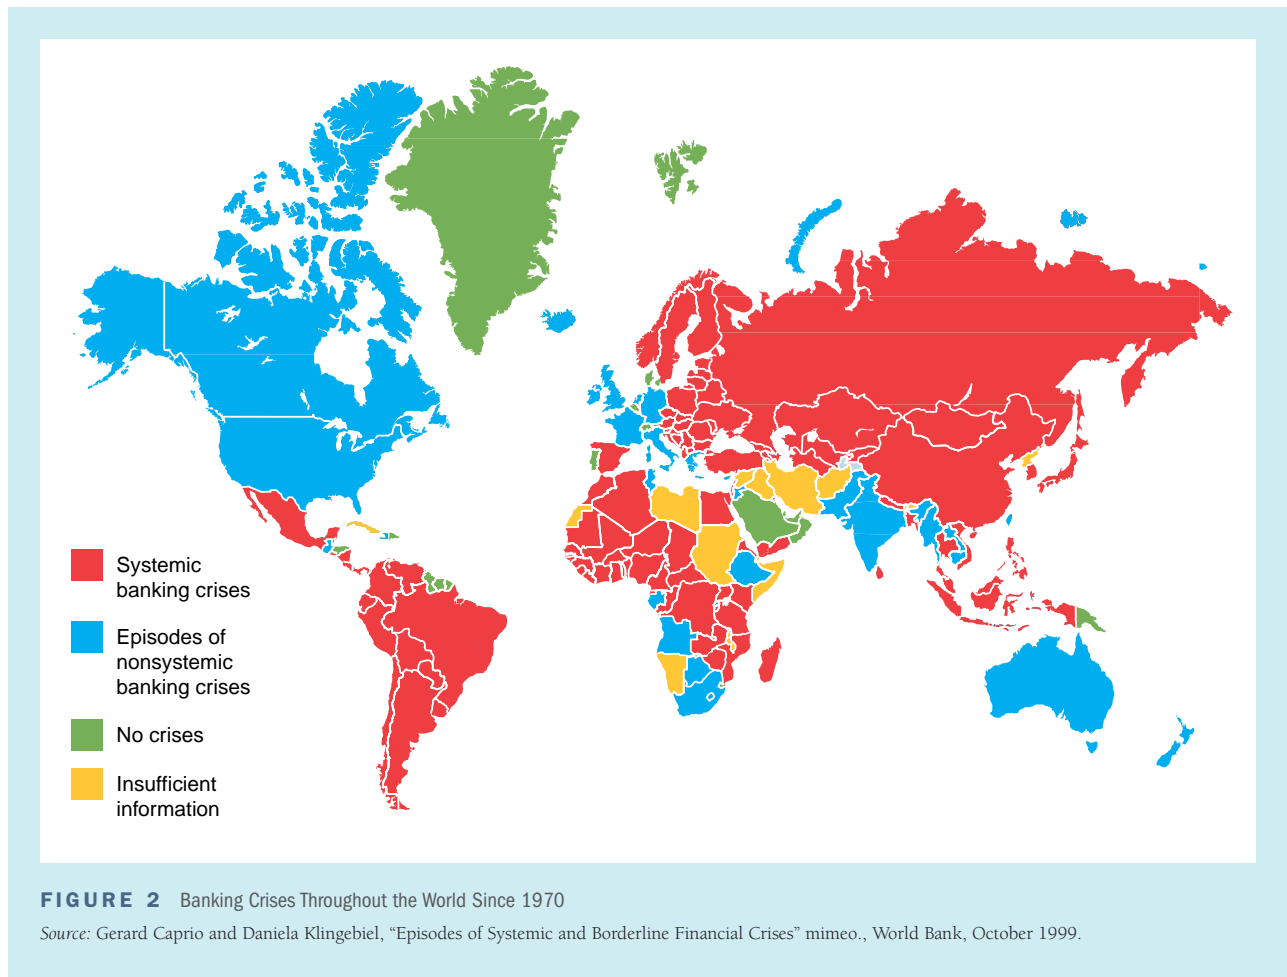 Systemic
banking crises
Episodes of
nonsystemic
banking crises
No crises
Insufficient
information
FIGURE 2 Banking Crises Throughout the World Since 1970
Source: Gerard Caprio and Daniela Klingebiel, “Episodes of Systemic and Borderline Financial Crises” mimeo., World Bank, October 1999.